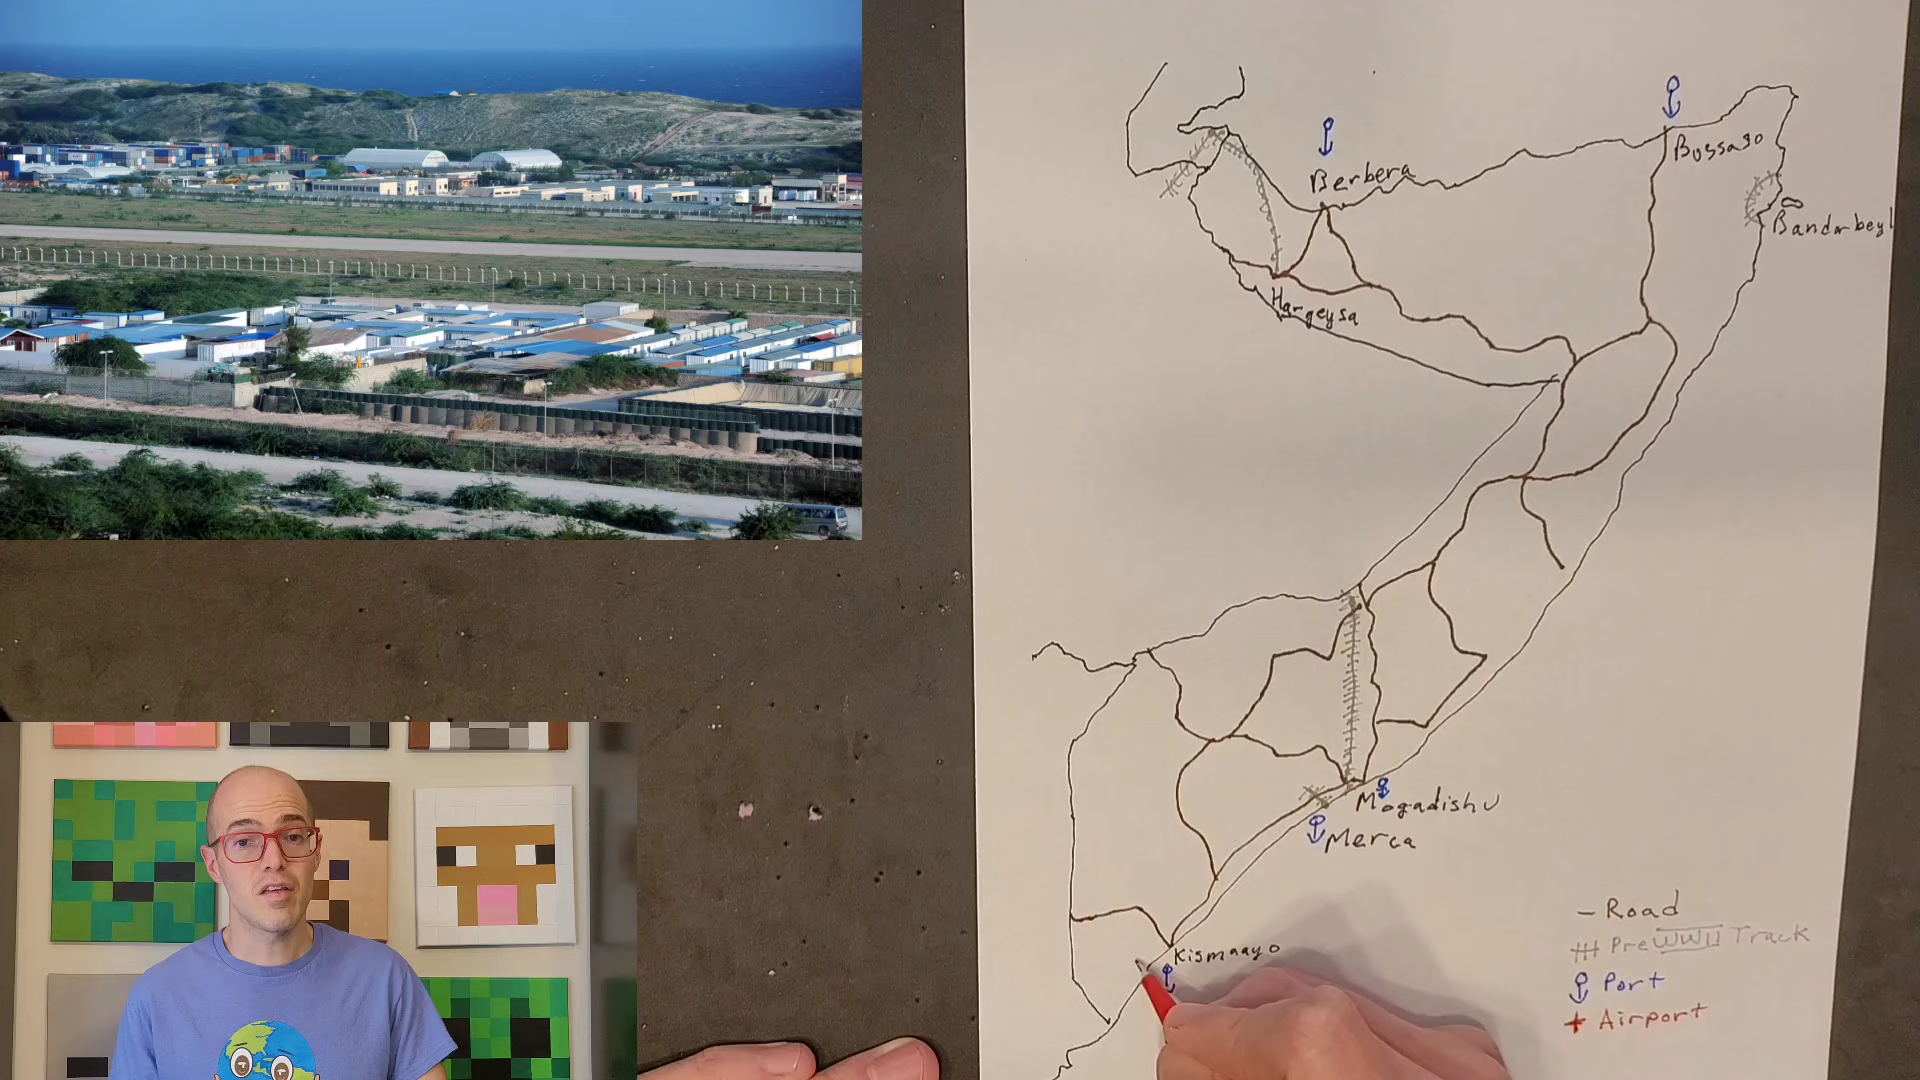 Berbera
Bossaso
Bandarbeyl
Hargeysa
Mogadishu
Merca
Kismaayo
Road
Pre WWII Track
Port
Airport